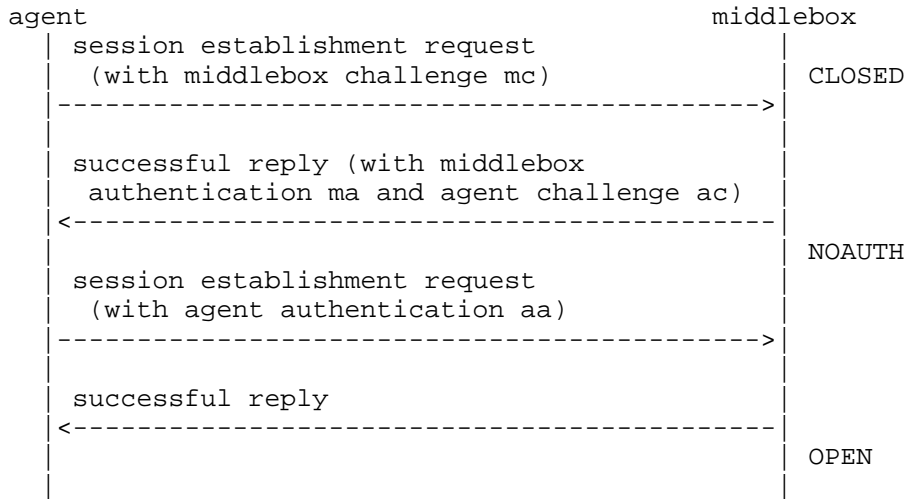 agent middlebox
session establishment request
(with middlebox challenge mc) CLOSED
successful reply (with middlebox
authentication ma and agent challenge ac)
NOAUTH
session establishment request
(with agent authentication aa)
successful reply
OPEN